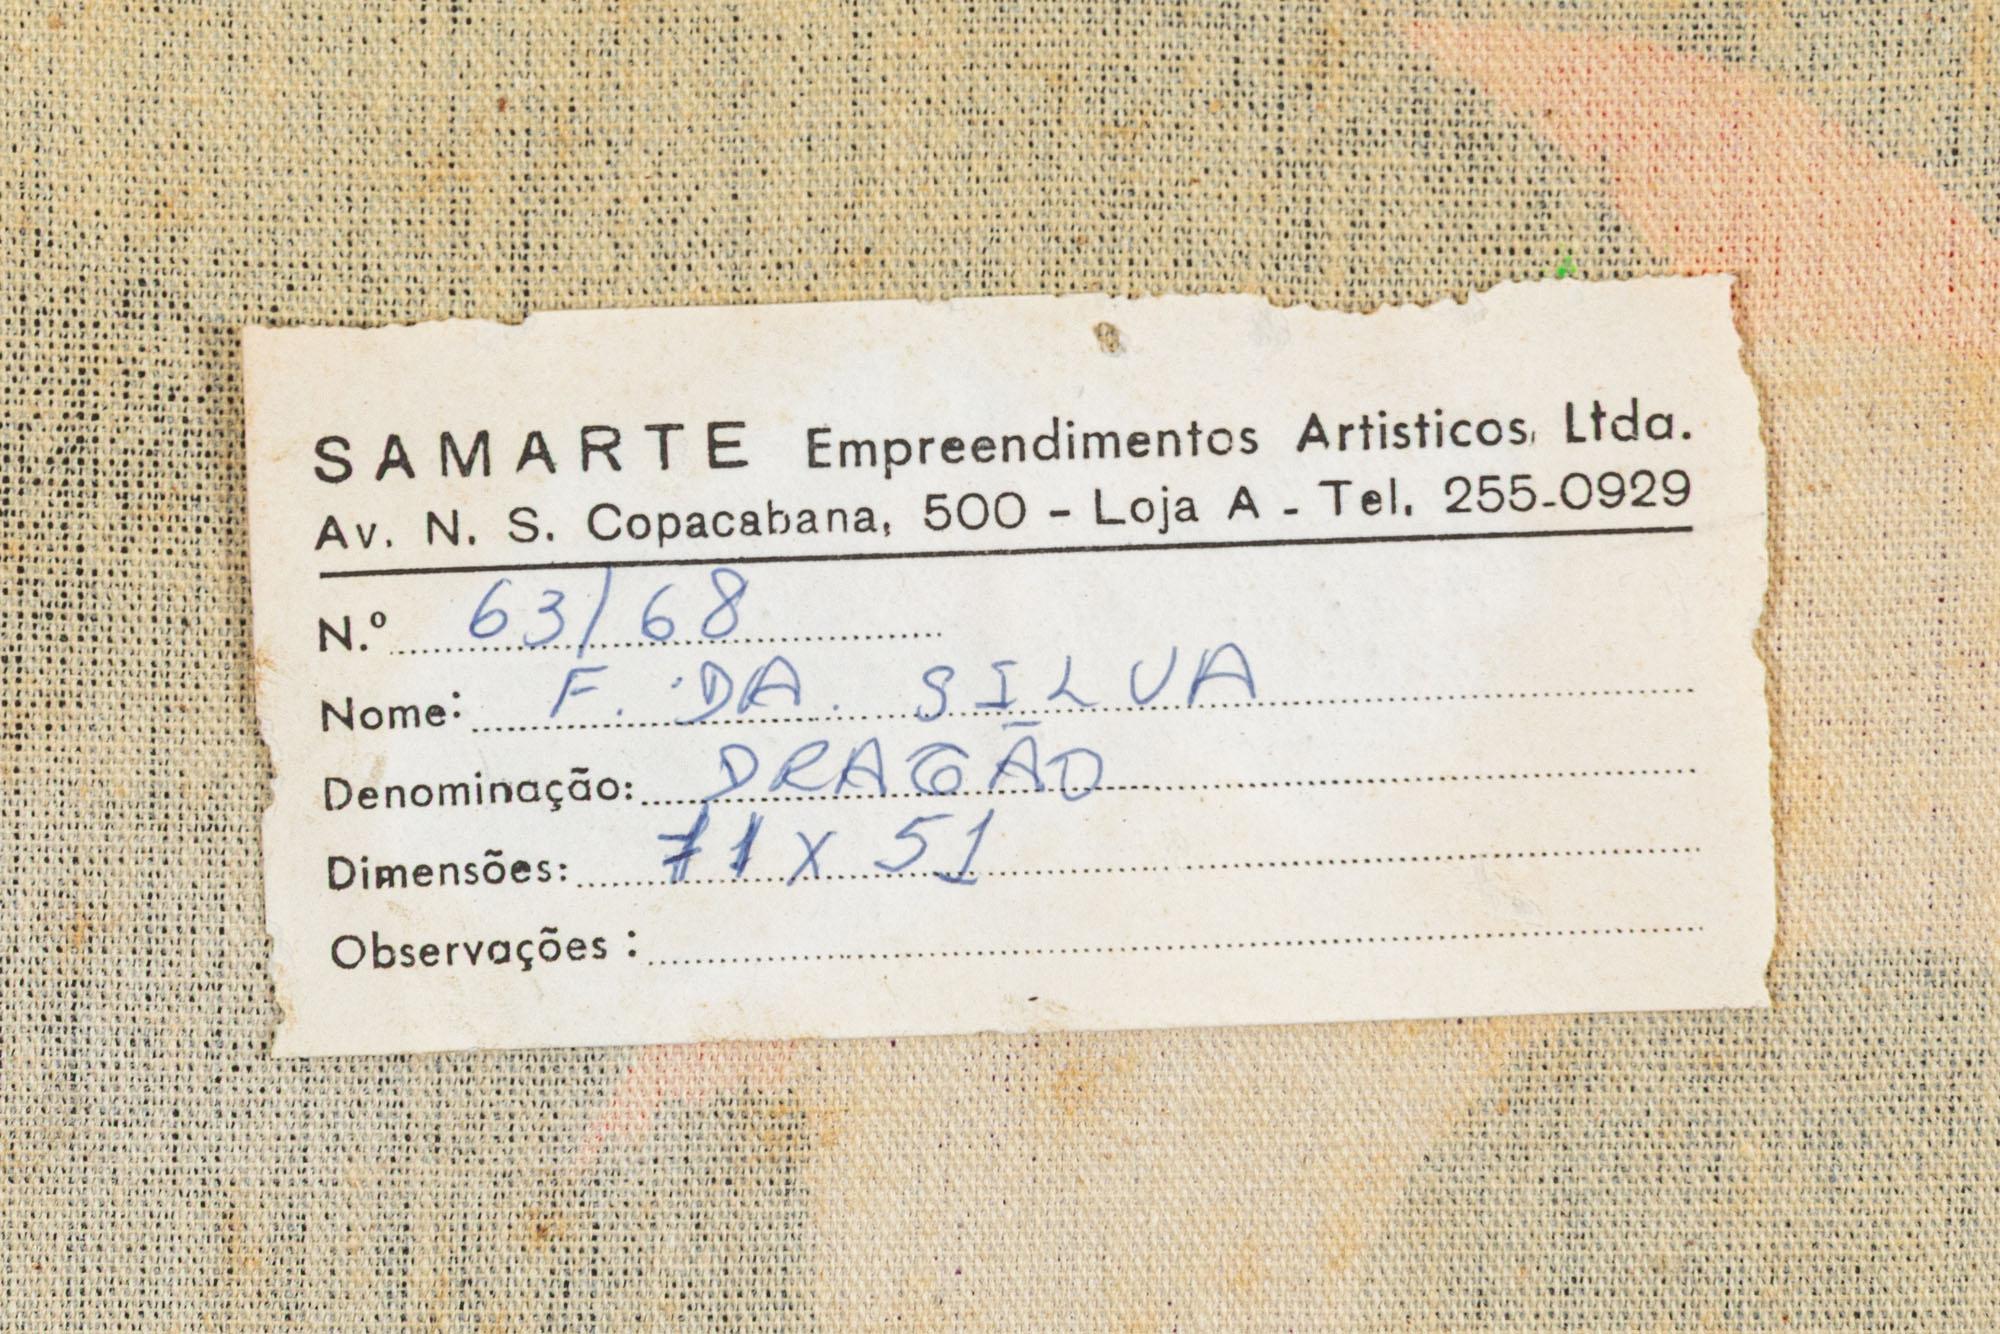 SAMARTE Empreendimentos Artisticos, Ltda.
Av. N. S. Copacabana, 500 - Loja A - Tel. 255-0929
N.º 63/68
Nome: F. DA. SILVA
Denominação: DRAGÃO
Dimensões: 71 x 51
Observações: